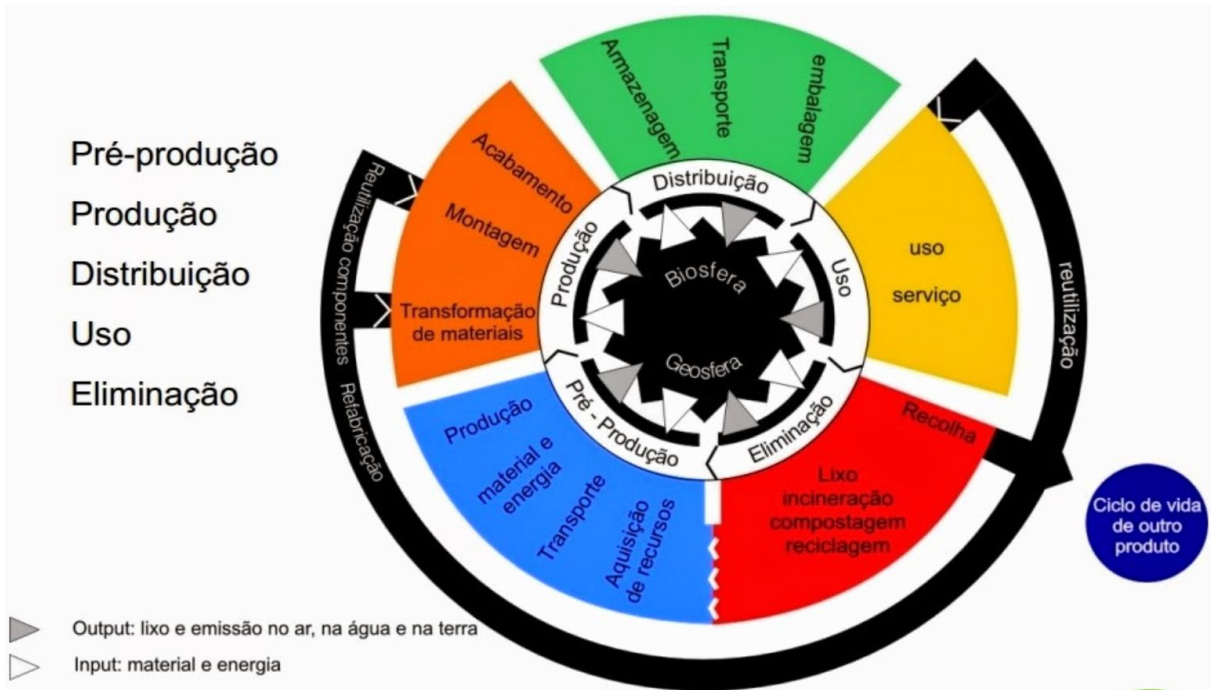 Pré-produção
Produção
Distribuição
Uso
Eliminação
Armazenagem
Transporte
embalagem
Acabamento
Montagem
Transformação
de materiais
uso
serviço
Produção
material e
energia
Transporte
Aquisição
de recursos
Recolha
Lixo
incineração
compostagem
reciclagem
Distribuição
Uso
Eliminação
Pré - Produção
Produção
Biosfera
Geosfera
Reutilização componentes
Refabricação
reutilização
Ciclo de vida
de outro
produto
Output: lixo e emissão no ar, na água e na terra
Input: material e energia